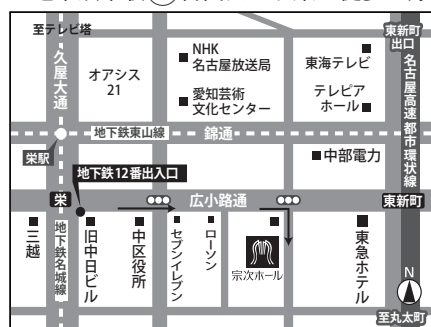 至テレビ塔
久屋大通
オアシス
21
NHK
名古屋放送局
愛知芸術
文化センター
東海テレビ
テレピア
ホール
東新町
出口
名古屋高速都市環状線
地下鉄東山線
錦通
栄駅
中部電力
地下鉄12番出入口
栄
広小路通
東新町
三越
地下鉄名城線
旧中日ビル
中区役所
セブンイレブン
ローソン
宗次ホール
東急ホテル
N
至丸太町